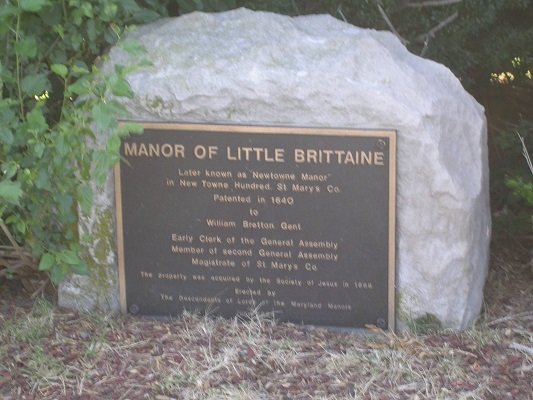 MANOR OF LITTLE BRITTAINE
Later known as "Newtowne Manor"
in New Towne Hundred, St. Mary's Co.
Patented in 1640
to
William Bretton, Gent
Early Clerk of the General Assembly
Member of second General Assembly
Magistrate of St. Mary's Co.
The property was acquired by the Society of Jesus in 1668
Erected by
The Descendants of Lords of the Maryland Manors